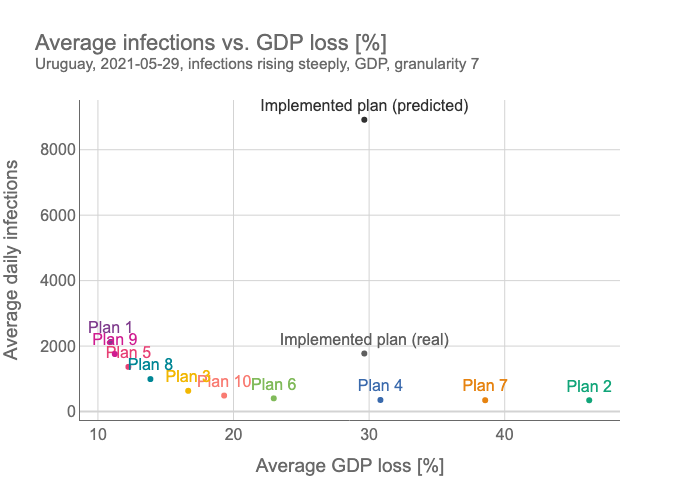 Average infections vs. GDP loss [%]
Uruguay, 2021-05-29, infections rising steeply, GDP, granularity 7
Implemented plan (predicted)
8000
6000
4000
2000
0
Average daily infections
Plan 1
Plan 9
Plan 5
Plan 8
Plan 3
Plan 10
Plan 6
Implemented plan (real)
Plan 4
Plan 7
Plan 2
10
20
30
40
Average GDP loss [%]